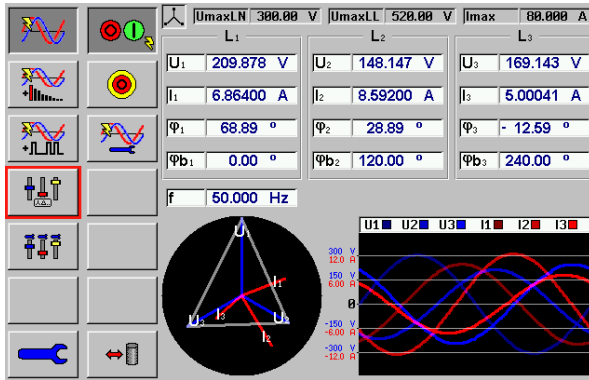 UmaxLN 300.00 V UmaxLL 520.00 V Imax 80.000 A
L1 L2 L3
U1 209.878 V U2 148.147 V U3 169.143 V
I1 6.86400 A I2 8.59200 A I3 5.00041 A
φ1 68.89 º φ2 28.89 º φ3 - 12.59 º
φb1 0.00 º φb2 120.00 º φb3 240.00 º
f 50.000 Hz
U1 U2 U3 I1 I2 I3
U1
I1
U3 I3 U2
I2
300 V
12.0 A
150 V
6.00 A
0
-150 V
-6.00 A
-300 V
-12.0 A